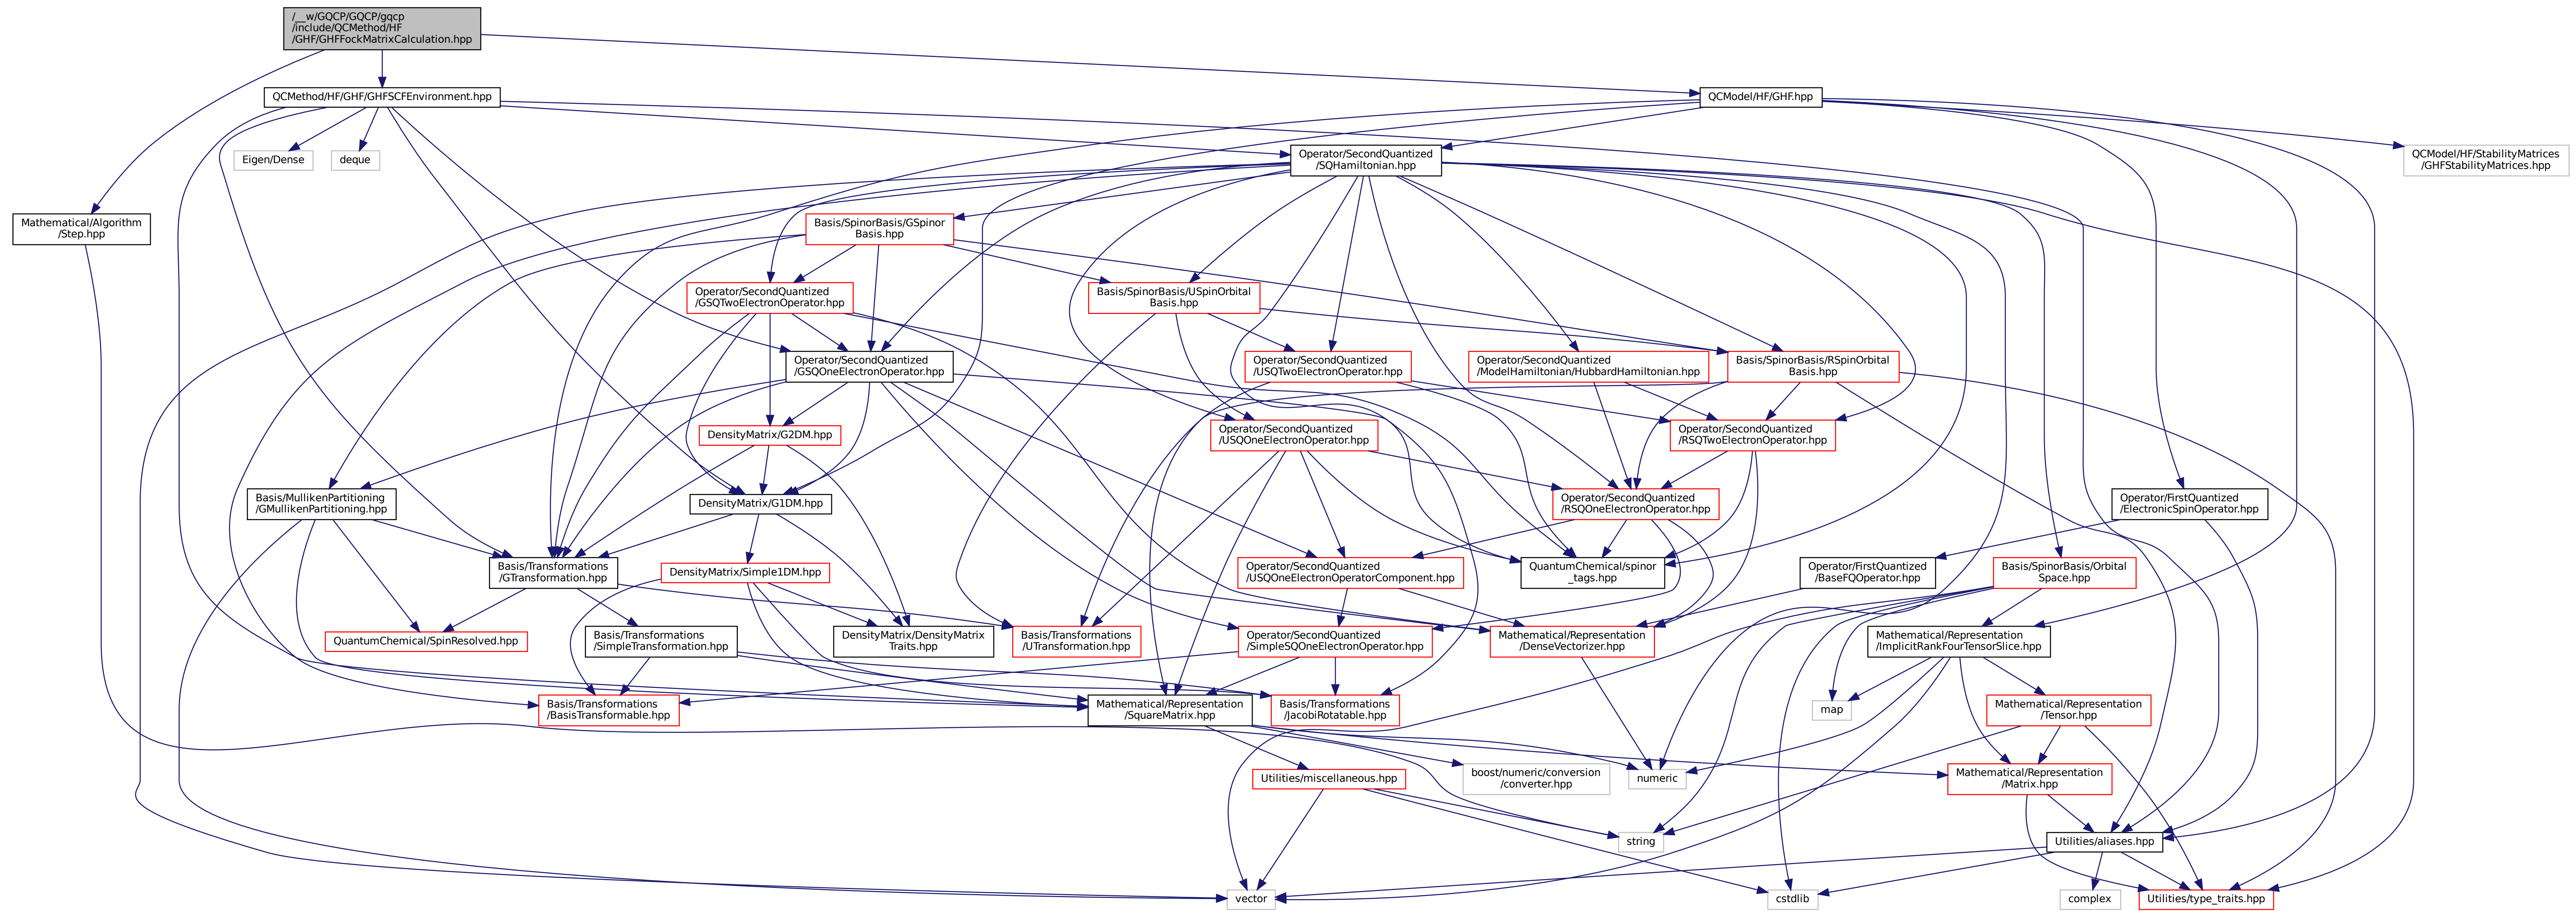 /__w/GQCP/GQCP/gqcp
/include/QCMethod/HF
/GHF/GHFFockMatrixCalculation.hpp
QCMethod/HF/GHF/GHFSCFEnvironment.hpp
QCModel/HF/GHF.hpp
Eigen/Dense
deque
Operator/SecondQuantized
/SQHamiltonian.hpp
QCModel/HF/StabilityMatrices
/GHFStabilityMatrices.hpp
Mathematical/Algorithm
/Step.hpp
Basis/SpinorBasis/GSpinor
Basis.hpp
Operator/SecondQuantized
/GSQTwoElectronOperator.hpp
Basis/SpinorBasis/USpinOrbital
Basis.hpp
Operator/SecondQuantized
/GSQOneElectronOperator.hpp
Operator/SecondQuantized
/USQTwoElectronOperator.hpp
Operator/SecondQuantized
/ModelHamiltonian/HubbardHamiltonian.hpp
Basis/SpinorBasis/RSpinOrbital
Basis.hpp
DensityMatrix/G2DM.hpp
Operator/SecondQuantized
/USQOneElectronOperator.hpp
Operator/SecondQuantized
/RSQTwoElectronOperator.hpp
Basis/MullikenPartitioning
/GMullikenPartitioning.hpp
DensityMatrix/G1DM.hpp
Operator/SecondQuantized
/RSQOneElectronOperator.hpp
Operator/FirstQuantized
/ElectronicSpinOperator.hpp
Basis/Transformations
/GTransformation.hpp
DensityMatrix/Simple1DM.hpp
Operator/SecondQuantized
/USQOneElectronOperatorComponent.hpp
QuantumChemical/spinor
_tags.hpp
Operator/FirstQuantized
/BaseFQOperator.hpp
Basis/SpinorBasis/Orbital
Space.hpp
QuantumChemical/SpinResolved.hpp
Basis/Transformations
/SimpleTransformation.hpp
DensityMatrix/DensityMatrix
Traits.hpp
Basis/Transformations
/UTransformation.hpp
Operator/SecondQuantized
/SimpleSQOneElectronOperator.hpp
Mathematical/Representation
/DenseVectorizer.hpp
Mathematical/Representation
/ImplicitRankFourTensorSlice.hpp
Basis/Transformations
/BasisTransformable.hpp
Mathematical/Representation
/SquareMatrix.hpp
Basis/Transformations
/JacobiRotatable.hpp
map
Mathematical/Representation
/Tensor.hpp
Utilities/miscellaneous.hpp
boost/numeric/conversion
/converter.hpp
numeric
Mathematical/Representation
/Matrix.hpp
string
Utilities/aliases.hpp
vector
cstdlib
complex
Utilities/type_traits.hpp